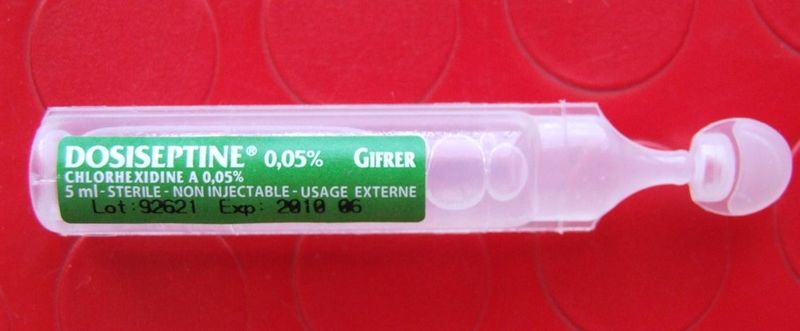 DOSISEPTINE® 0,05% GIFRER
CHLORHEXIDINE A 0,05%
5 ml - STERILE - NON INJECTABLE - USAGE EXTERNE
Lot:92621 Exp: 2010 06